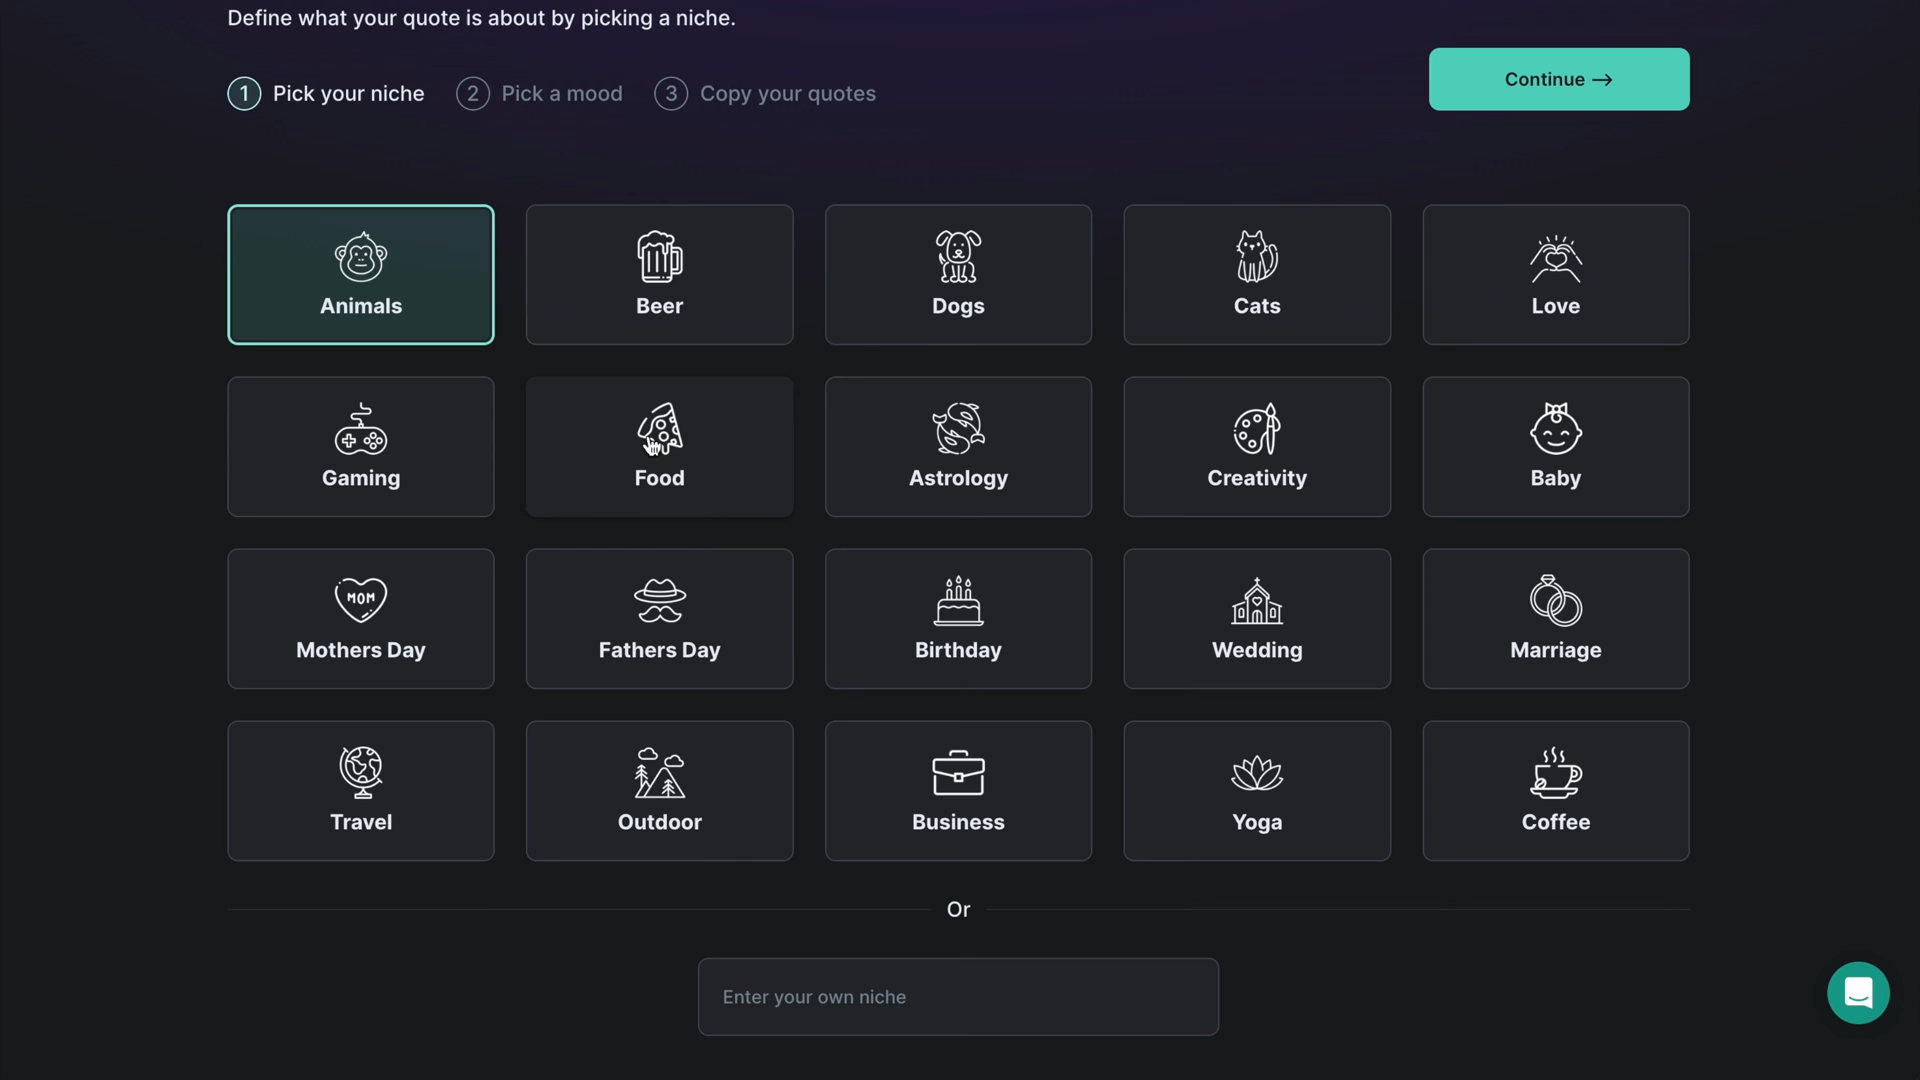 Define what your quote is about by picking a niche.
1 Pick your niche 2 Pick a mood 3 Copy your quotes
Continue →
Animals Beer Dogs Cats Love
Gaming Food Astrology Creativity Baby
MOM
Mothers Day Fathers Day Birthday Wedding Marriage
Travel Outdoor Business Yoga Coffee
Or
Enter your own niche